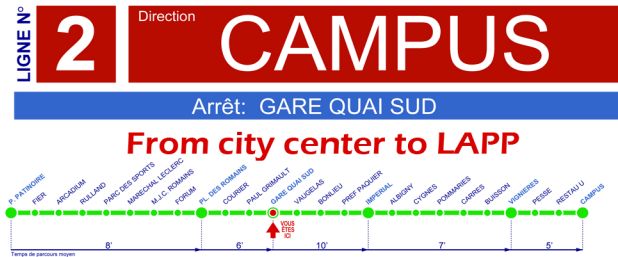 LIGNE N°
2
Direction
CAMPUS
Arrêt: GARE QUAI SUD
From city center to LAPP
P. PATINOIRE
FIER
ARCADIUM
RULLAND
PARC DES SPORTS
MARECHAL LECLERC
M.J.C. ROMAINS
FORUM
PL. DES ROMAINS
COURIER
PAUL GRIMAULT
GARE QUAI SUD
VAUGELAS
BONLIEU
PREF PAQUIER
IMPERIAL
ALBIGNY
CYGNES
POMMARIES
CARRES
BUISSON
VIGNIERES
PESSE
RESTAU U
CAMPUS
VOUS
ETES
ICI
8'
6'
10'
7'
5'
Temps de parcours moyen